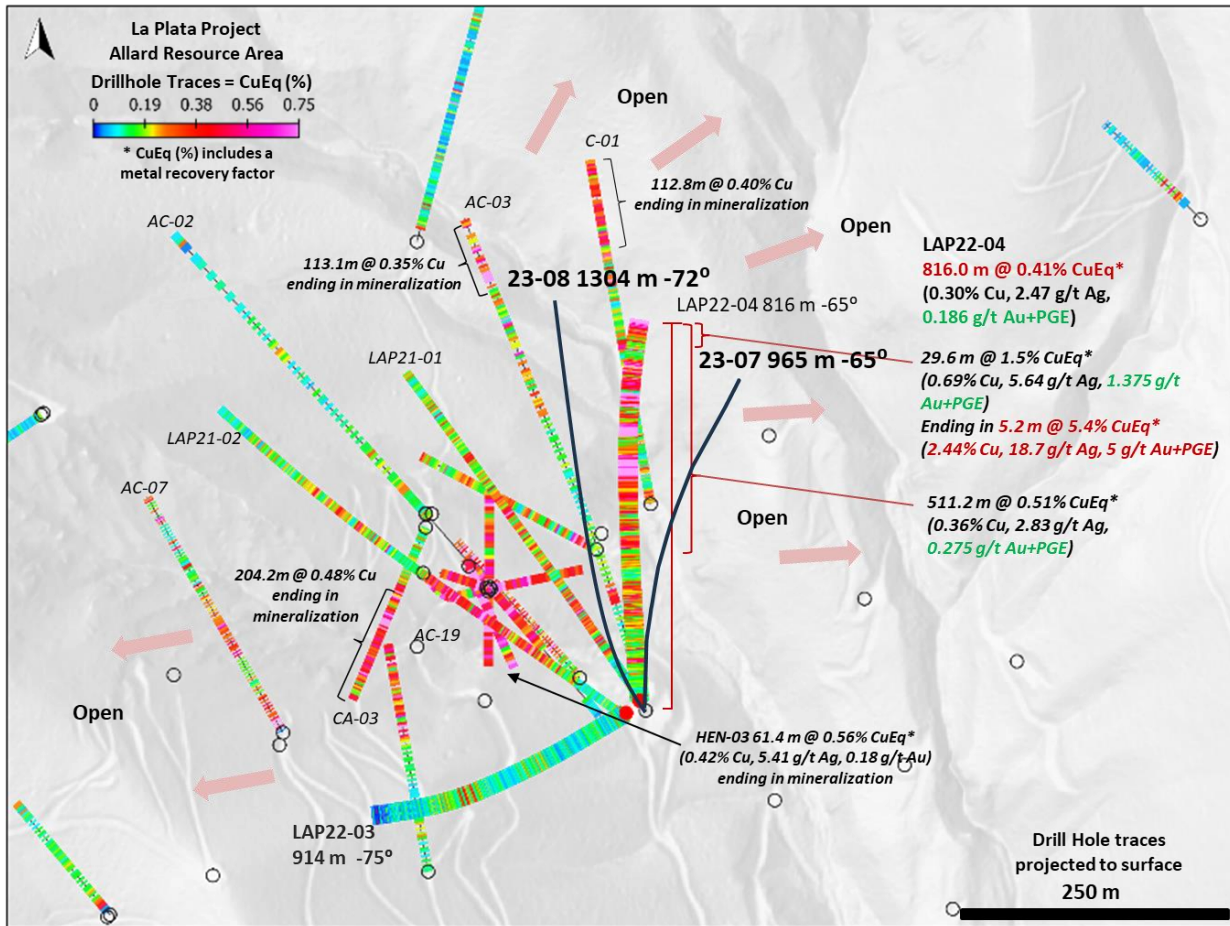 La Plata Project
Allard Resource Area
Drillhole Traces = CuEq (%)
0 0.19 0.38 0.56 0.75
* CuEq (%) includes a
metal recovery factor
Open
C-01
112.8m @ 0.40% Cu
ending in mineralization
AC-03
AC-02
113.1m @ 0.35% Cu
ending in mineralization
Open
23-08 1304 m -72⁰
LAP22-04 816 m -65⁰
23-07 965 m -65⁰
LAP22-04
816.0 m @ 0.41% CuEq*
(0.30% Cu, 2.47 g/t Ag,
0.186 g/t Au+PGE)
29.6 m @ 1.5% CuEq*
(0.69% Cu, 5.64 g/t Ag, 1.375 g/t
Au+PGE)
Ending in 5.2 m @ 5.4% CuEq*
(2.44% Cu, 18.7 g/t Ag, 5 g/t Au+PGE)
511.2 m @ 0.51% CuEq*
(0.36% Cu, 2.83 g/t Ag,
0.275 g/t Au+PGE)
LAP21-01
LAP21-02
AC-07
Open
204.2m @ 0.48% Cu
ending in
mineralization
AC-19
CA-03
Open
HEN-03 61.4 m @ 0.56% CuEq*
(0.42% Cu, 5.41 g/t Ag, 0.18 g/t Au)
ending in mineralization
LAP22-03
914 m -75⁰
Drill Hole traces
projected to surface
250 m